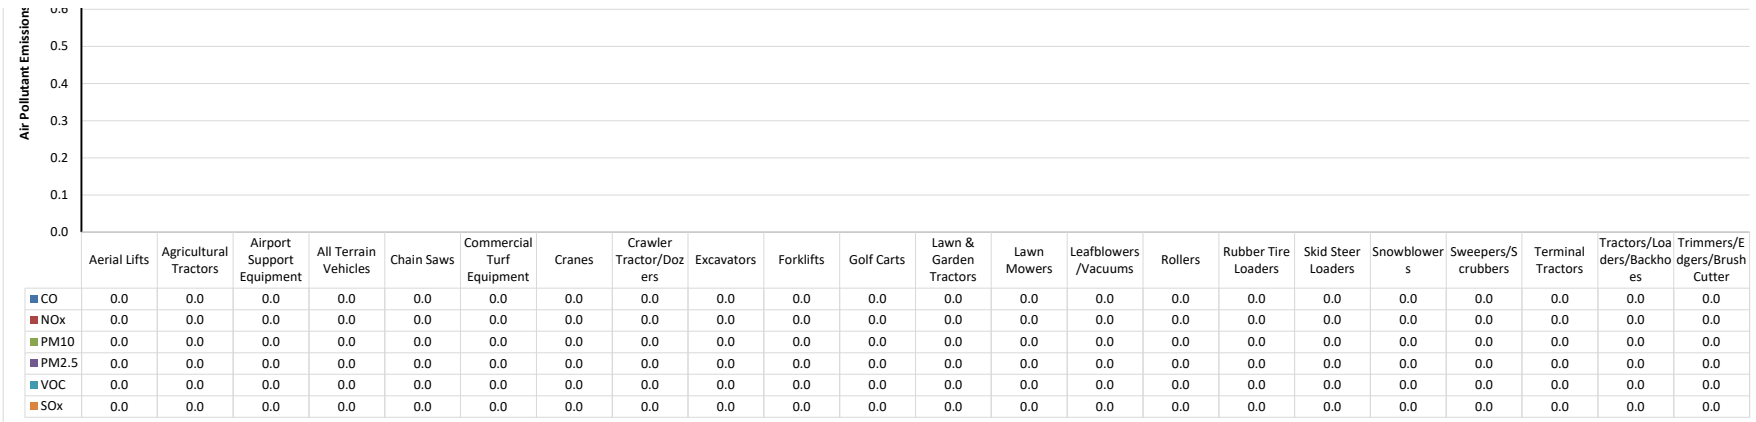 Air Pollutant Emissions
0.6
0.5
0.4
0.3
0.2
0.1
0.0
Aerial Lifts
Agricultural
Tractors
Airport
Support
Equipment
All Terrain
Vehicles
Chain Saws
Commercial
Turf
Equipment
Cranes
Crawler
Tractor/Doz
ers
Excavators
Forklifts
Golf Carts
Lawn &
Garden
Tractors
Lawn
Mowers
Leafblowers
/Vacuums
Rollers
Rubber Tire
Loaders
Skid Steer
Loaders
Snowblower
s
Sweepers/S
crubbers
Terminal
Tractors
Tractors/Loa
ders/Backho
es
Trimmers/E
dgers/Brush
Cutter
CO 0.0 0.0 0.0 0.0 0.0 0.0 0.0 0.0 0.0 0.0 0.0 0.0 0.0 0.0 0.0 0.0 0.0 0.0 0.0 0.0 0.0 0.0
NOx 0.0 0.0 0.0 0.0 0.0 0.0 0.0 0.0 0.0 0.0 0.0 0.0 0.0 0.0 0.0 0.0 0.0 0.0 0.0 0.0 0.0 0.0
PM10 0.0 0.0 0.0 0.0 0.0 0.0 0.0 0.0 0.0 0.0 0.0 0.0 0.0 0.0 0.0 0.0 0.0 0.0 0.0 0.0 0.0 0.0
PM2.5 0.0 0.0 0.0 0.0 0.0 0.0 0.0 0.0 0.0 0.0 0.0 0.0 0.0 0.0 0.0 0.0 0.0 0.0 0.0 0.0 0.0 0.0
VOC 0.0 0.0 0.0 0.0 0.0 0.0 0.0 0.0 0.0 0.0 0.0 0.0 0.0 0.0 0.0 0.0 0.0 0.0 0.0 0.0 0.0 0.0
SOx 0.0 0.0 0.0 0.0 0.0 0.0 0.0 0.0 0.0 0.0 0.0 0.0 0.0 0.0 0.0 0.0 0.0 0.0 0.0 0.0 0.0 0.0